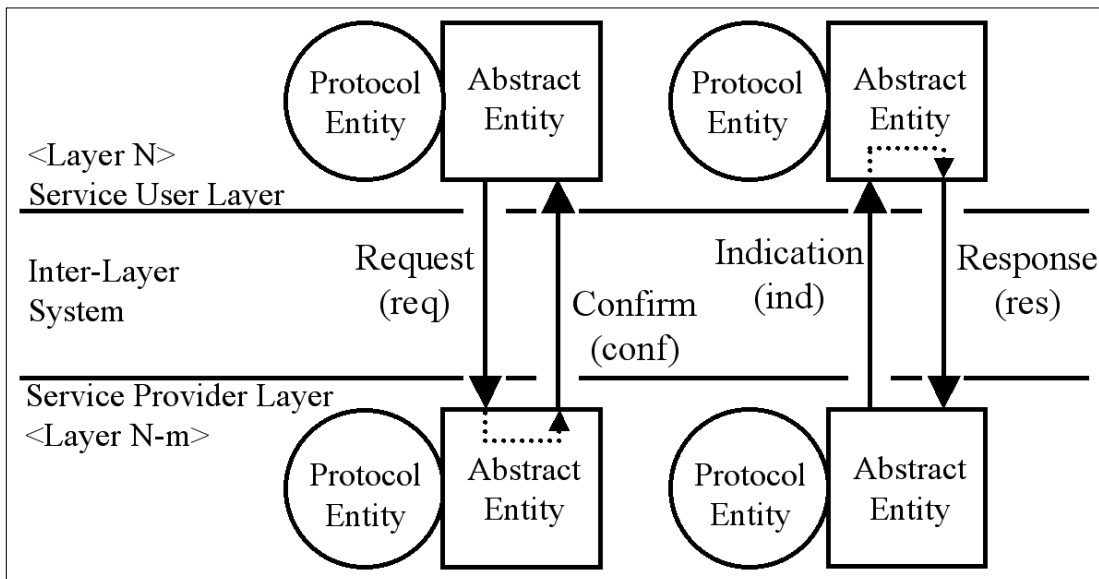 Protocol
Entity
Abstract
Entity
Protocol
Entity
Abstract
Entity
<Layer N>
Service User Layer
Inter-Layer
System
Request
(req)
Confirm
(conf)
Indication
(ind)
Response
(res)
Service Provider Layer
<Layer N-m>
Protocol
Entity
Abstract
Entity
Protocol
Entity
Abstract
Entity